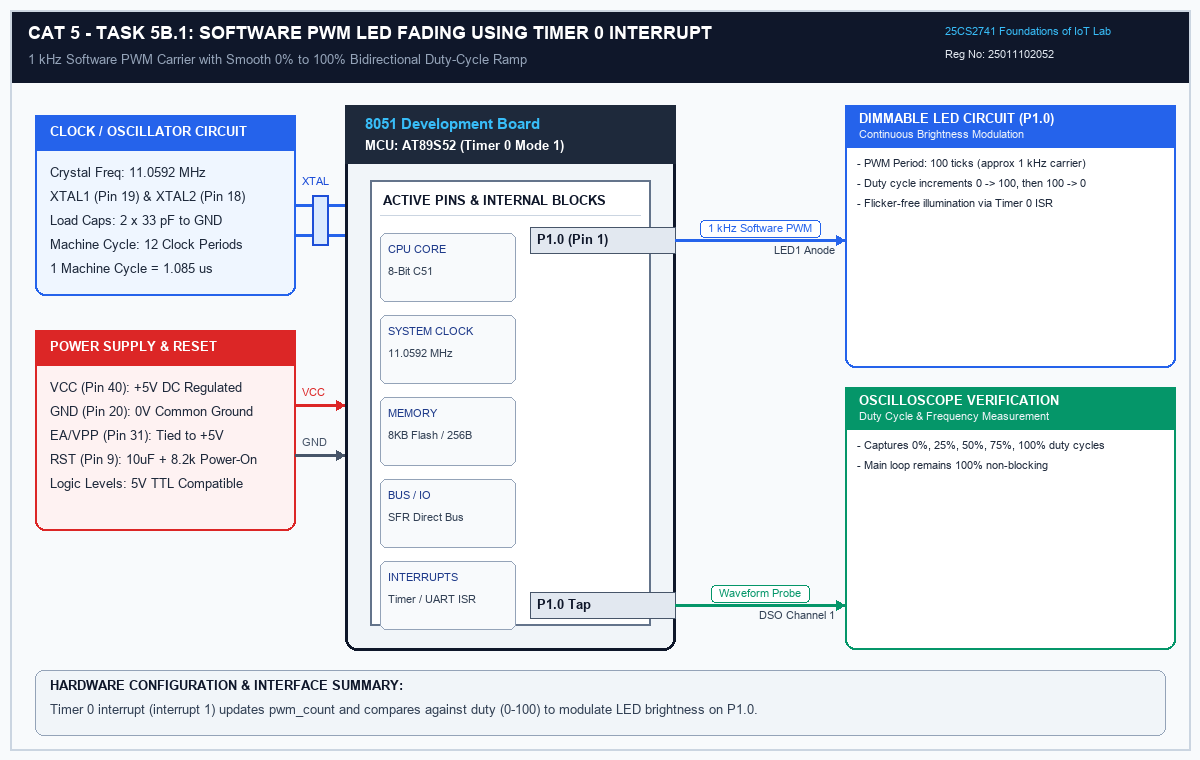 CAT 5 - TASK 5B.1: SOFTWARE PWM LED FADING USING TIMER 0 INTERRUPT
1 kHz Software PWM Carrier with Smooth 0% to 100% Bidirectional Duty-Cycle Ramp
25CS2741 Foundations of IoT Lab
Reg No: 25011102052
CLOCK / OSCILLATOR CIRCUIT
Crystal Freq: 11.0592 MHz
XTAL1 (Pin 19) & XTAL2 (Pin 18)
Load Caps: 2 x 33 pF to GND
Machine Cycle: 12 Clock Periods
1 Machine Cycle = 1.085 us
XTAL
POWER SUPPLY & RESET
VCC (Pin 40): +5V DC Regulated
GND (Pin 20): 0V Common Ground
EA/VPP (Pin 31): Tied to +5V
RST (Pin 9): 10uF + 8.2k Power-On
Logic Levels: 5V TTL Compatible
VCC
GND
8051 Development Board
MCU: AT89S52 (Timer 0 Mode 1)
ACTIVE PINS & INTERNAL BLOCKS
CPU CORE
8-Bit C51
SYSTEM CLOCK
11.0592 MHz
MEMORY
8KB Flash / 256B
BUS / IO
SFR Direct Bus
INTERRUPTS
Timer / UART ISR
P1.0 (Pin 1)
P1.0 Tap
1 kHz Software PWM
LED1 Anode
Waveform Probe
DSO Channel 1
DIMMABLE LED CIRCUIT (P1.0)
Continuous Brightness Modulation
- PWM Period: 100 ticks (approx 1 kHz carrier)
- Duty cycle increments 0 -> 100, then 100 -> 0
- Flicker-free illumination via Timer 0 ISR
OSCILLOSCOPE VERIFICATION
Duty Cycle & Frequency Measurement
- Captures 0%, 25%, 50%, 75%, 100% duty cycles
- Main loop remains 100% non-blocking
HARDWARE CONFIGURATION & INTERFACE SUMMARY:
Timer 0 interrupt (interrupt 1) updates pwm_count and compares against duty (0-100) to modulate LED brightness on P1.0.